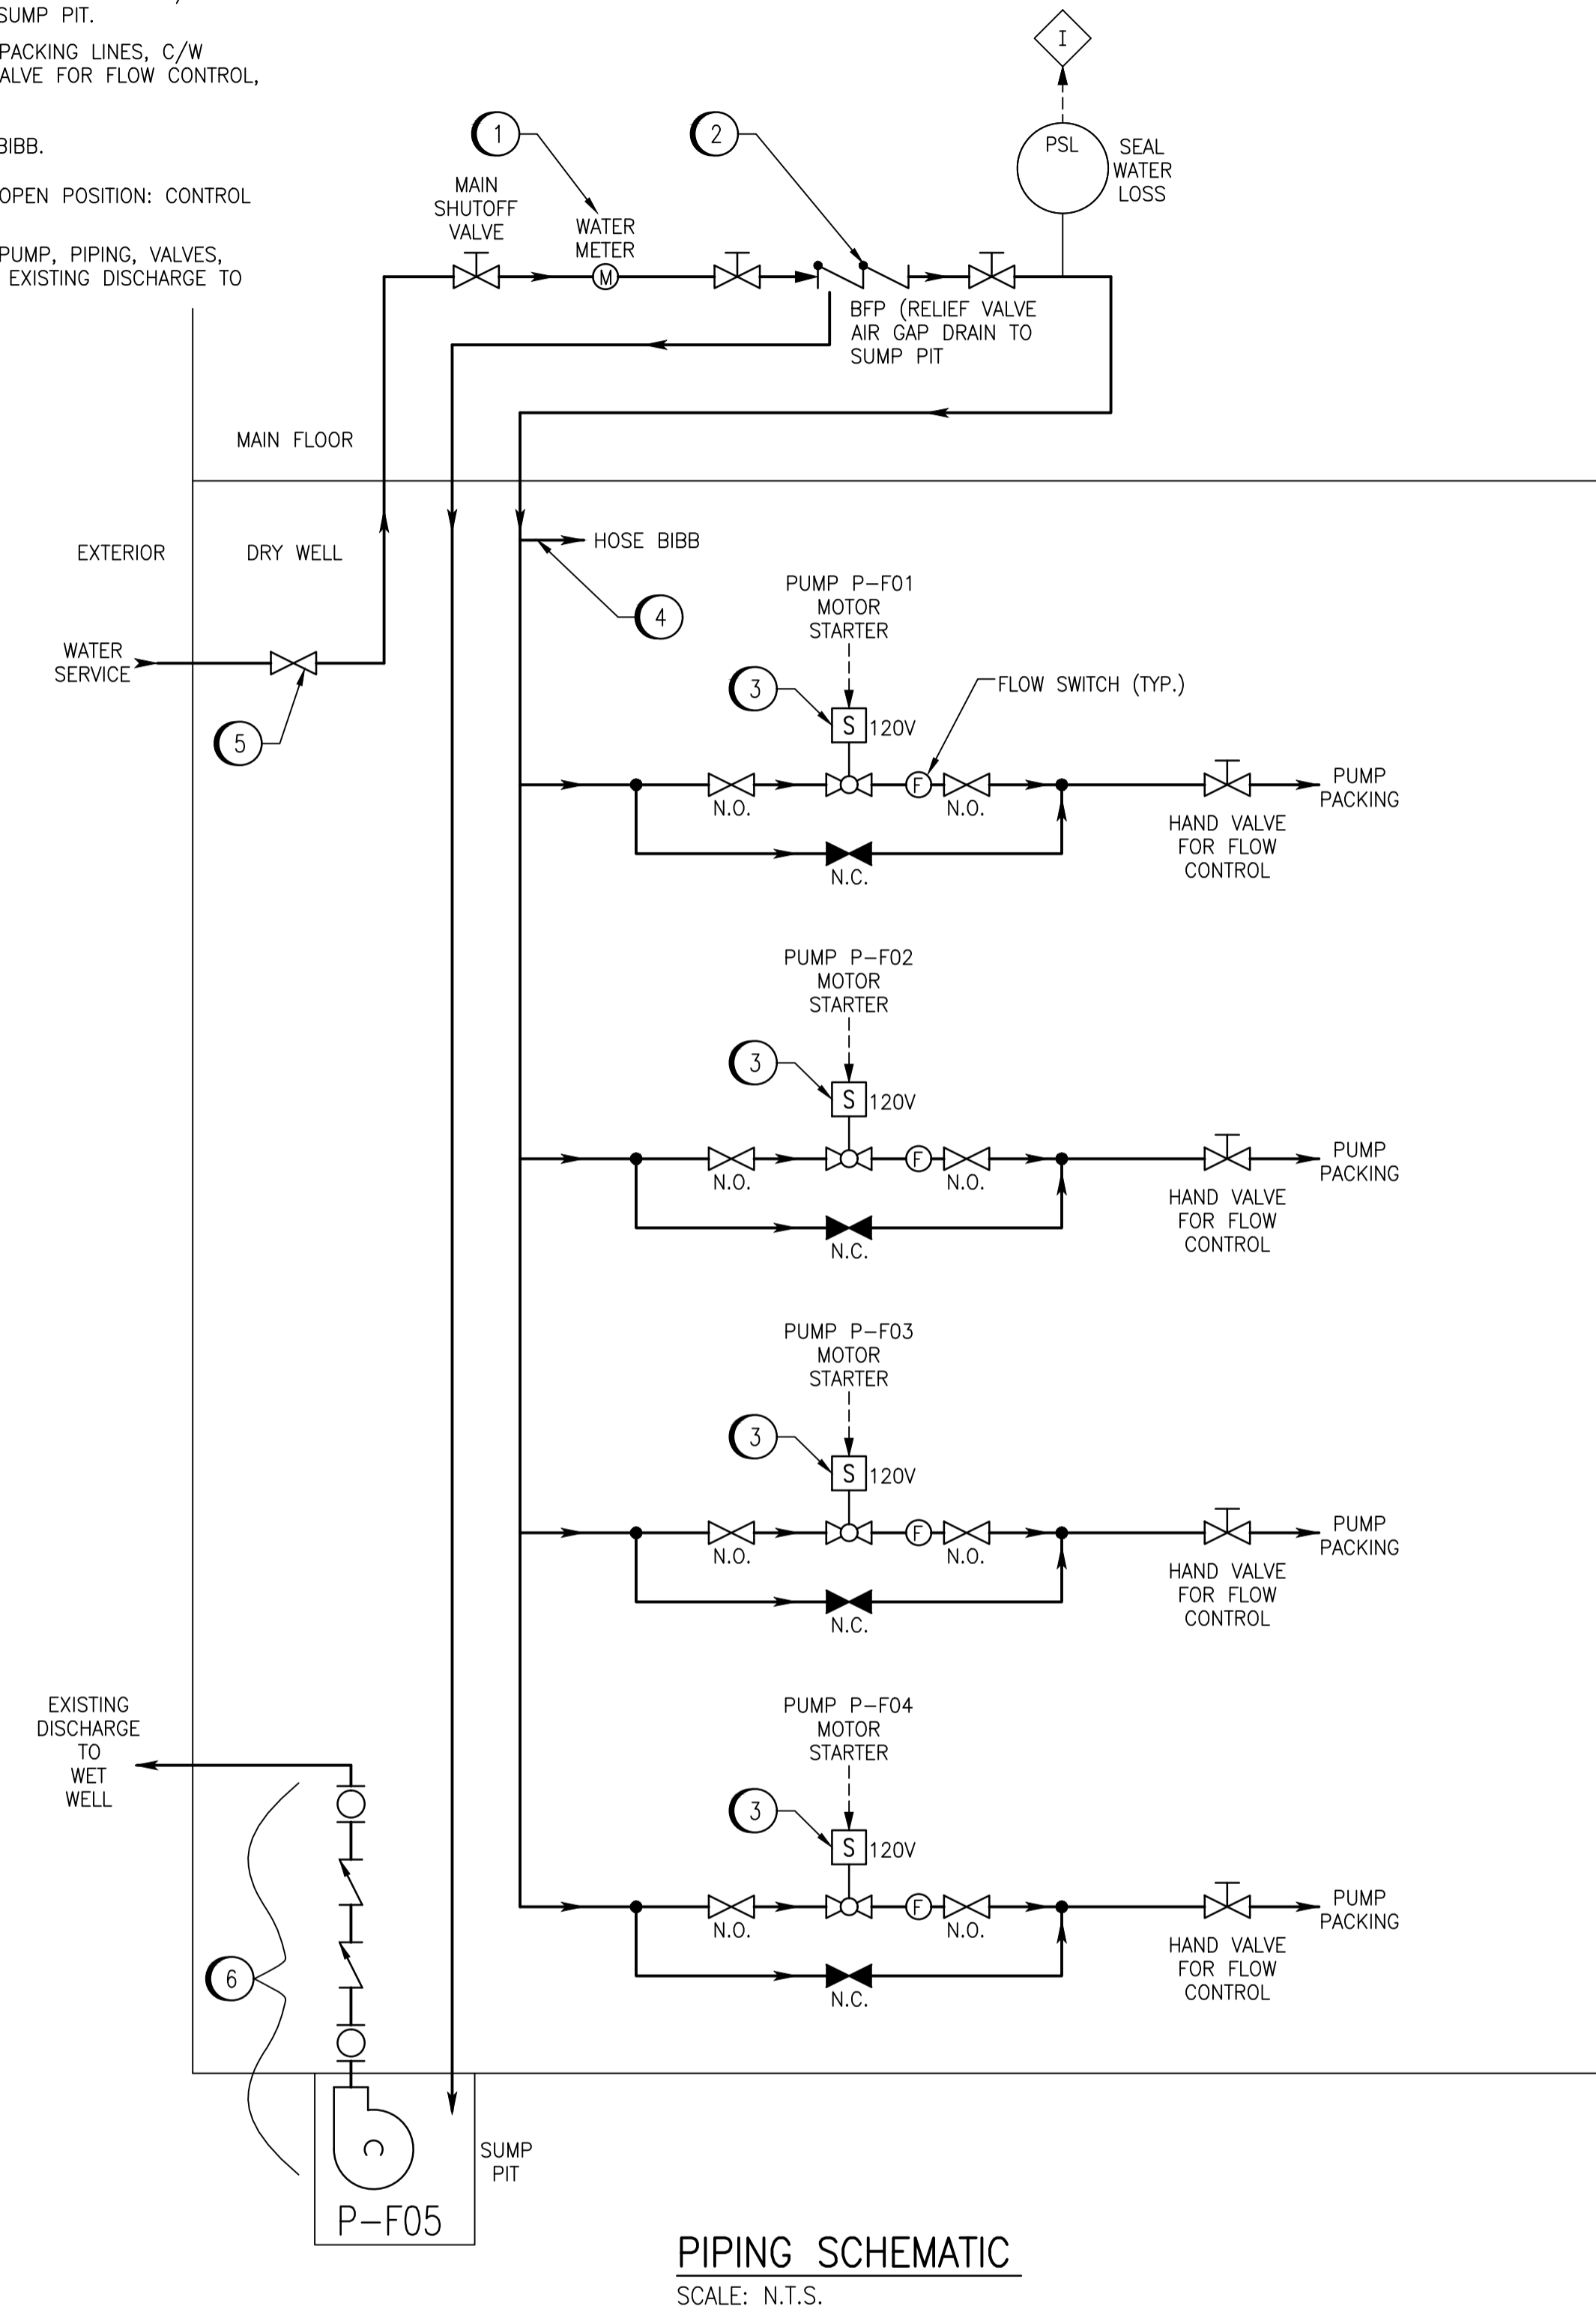 SUMP PIT.
PACKING LINES, C/W
ALVE FOR FLOW CONTROL,
BIBB.
OPEN POSITION: CONTROL
PUMP, PIPING, VALVES,
EXISTING DISCHARGE TO
I
PSL
SEAL
WATER
LOSS
1
2
MAIN
SHUTOFF
VALVE
WATER
METER
M
BFP (RELIEF VALVE
AIR GAP DRAIN TO
SUMP PIT
MAIN FLOOR
EXTERIOR
DRY WELL
HOSE BIBB
4
WATER
SERVICE
5
PUMP P-F01
MOTOR
STARTER
3
S
120V
FLOW SWITCH (TYP.)
F
N.O.
N.O.
N.C.
HAND VALVE
FOR FLOW
CONTROL
PUMP
PACKING
PUMP P-F02
MOTOR
STARTER
3
S
120V
F
N.O.
N.O.
N.C.
HAND VALVE
FOR FLOW
CONTROL
PUMP
PACKING
PUMP P-F03
MOTOR
STARTER
3
S
120V
F
N.O.
N.O.
N.C.
HAND VALVE
FOR FLOW
CONTROL
PUMP
PACKING
PUMP P-F04
MOTOR
STARTER
3
S
120V
F
N.O.
N.O.
N.C.
HAND VALVE
FOR FLOW
CONTROL
PUMP
PACKING
EXISTING
DISCHARGE
TO
WET
WELL
6
SUMP
PIT
P-F05
PIPING SCHEMATIC
SCALE: N.T.S.